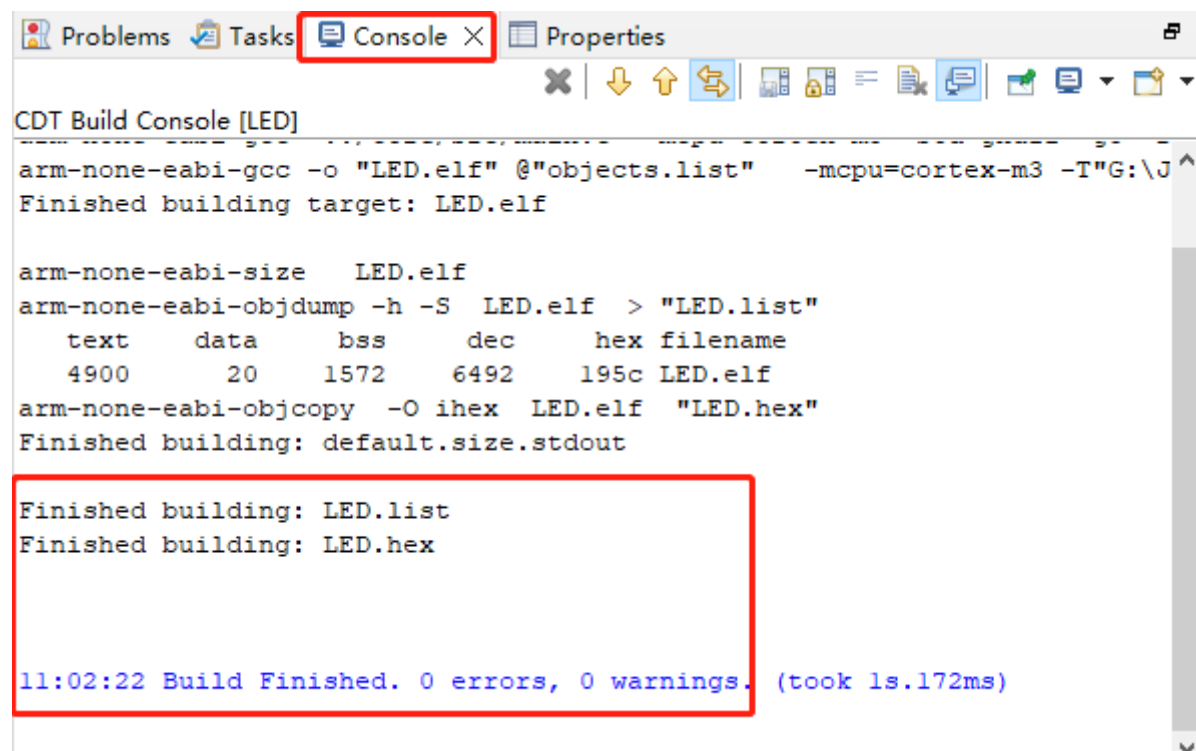 Problems Tasks Console Properties
CDT Build Console [LED]
arm-none-eabi-gcc -o "LED.elf" @"objects.list"   -mcpu=cortex-m3 -T"G:\J
Finished building target: LED.elf
arm-none-eabi-size   LED.elf
arm-none-eabi-objdump -h -S  LED.elf  > "LED.list"
   text    data     bss     dec     hex filename
   4900      20    1572    6492    195c LED.elf
arm-none-eabi-objcopy  -O ihex  LED.elf  "LED.hex"
Finished building: default.size.stdout
Finished building: LED.list
Finished building: LED.hex
11:02:22 Build Finished. 0 errors, 0 warnings. (took 1s.172ms)